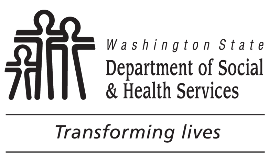 Washington State
Department of Social
& Health Services
Transforming lives